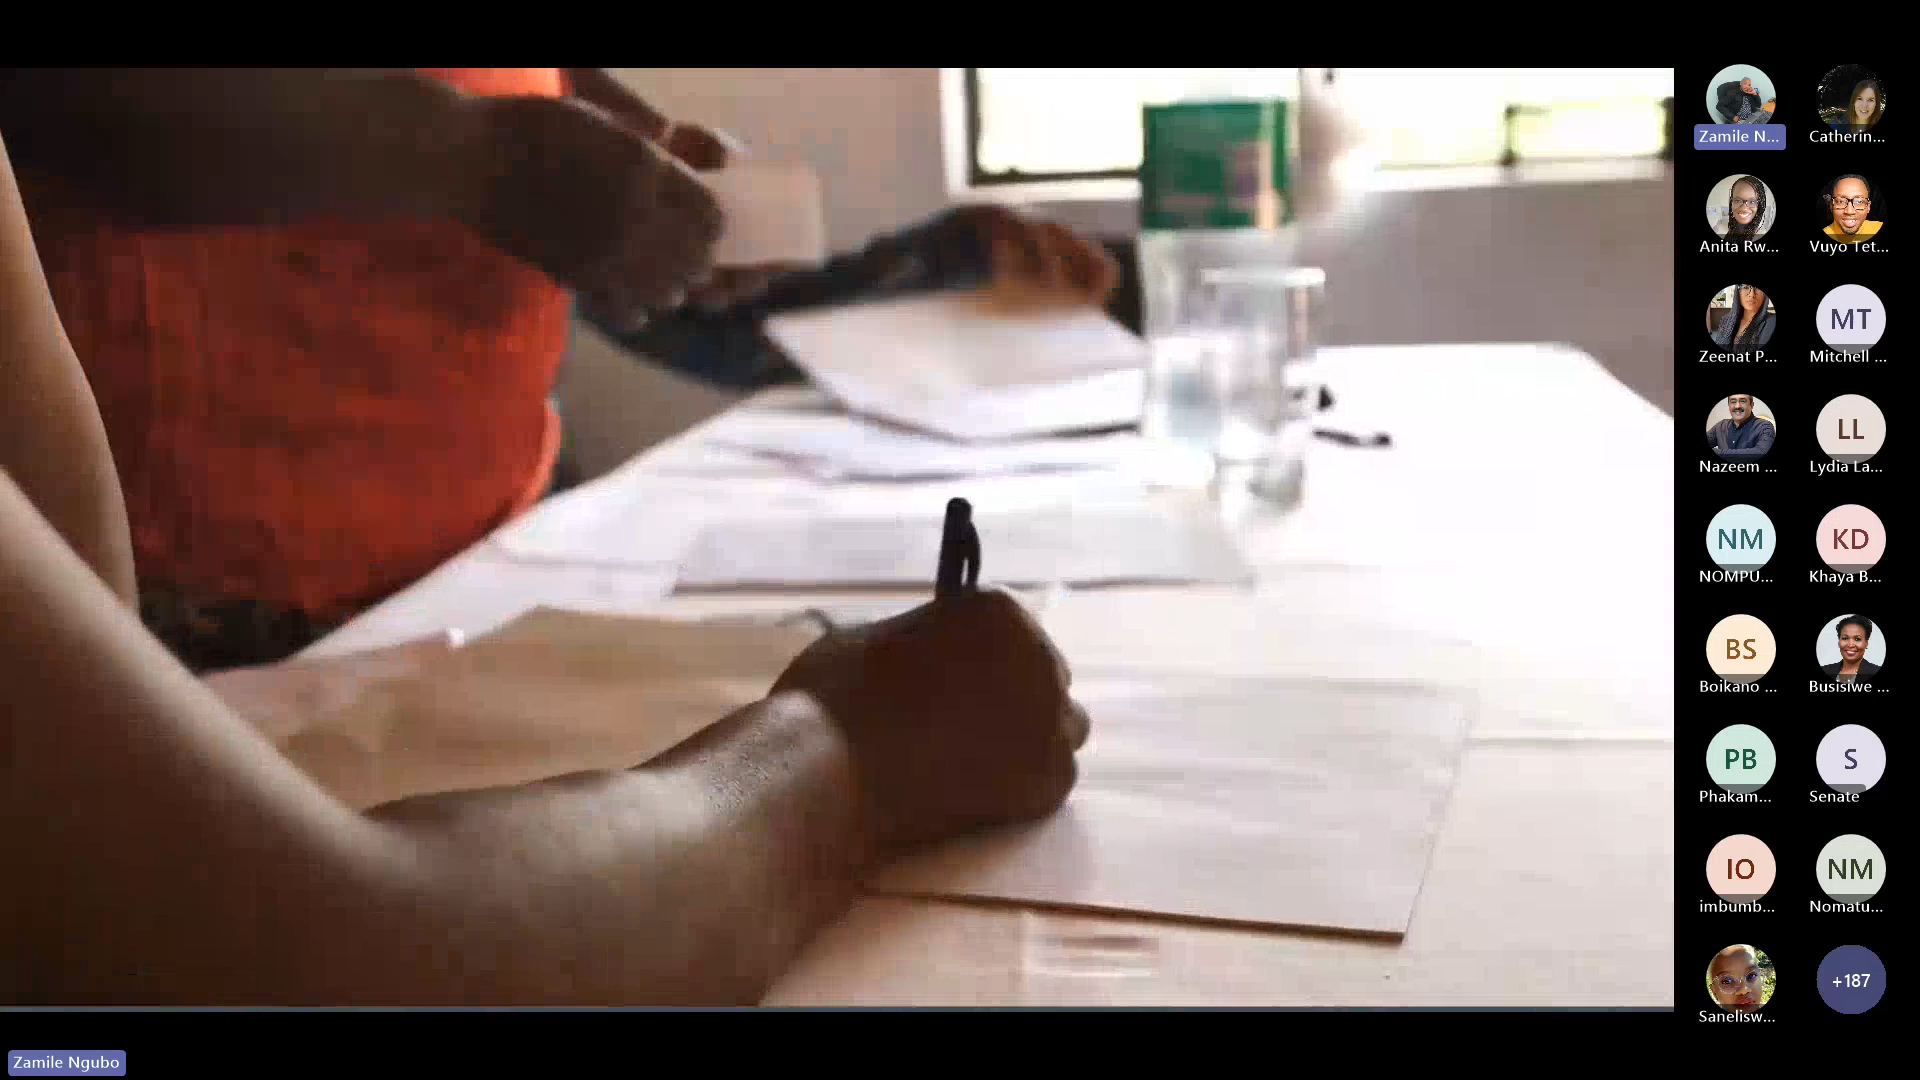 Zamile N...
Catherin...
Anita Rw...
Vuyo Tet...
Zeenat P...
MT
Mitchell ...
Nazeem ...
LL
Lydia La...
NM
NOMPU...
KD
Khaya B...
BS
Boikano ...
Busisiwe ...
PB
Phakam...
S
Senate
IO
imbumb...
NM
Nomatu...
Sanelisw...
+187
Zamile Ngubo